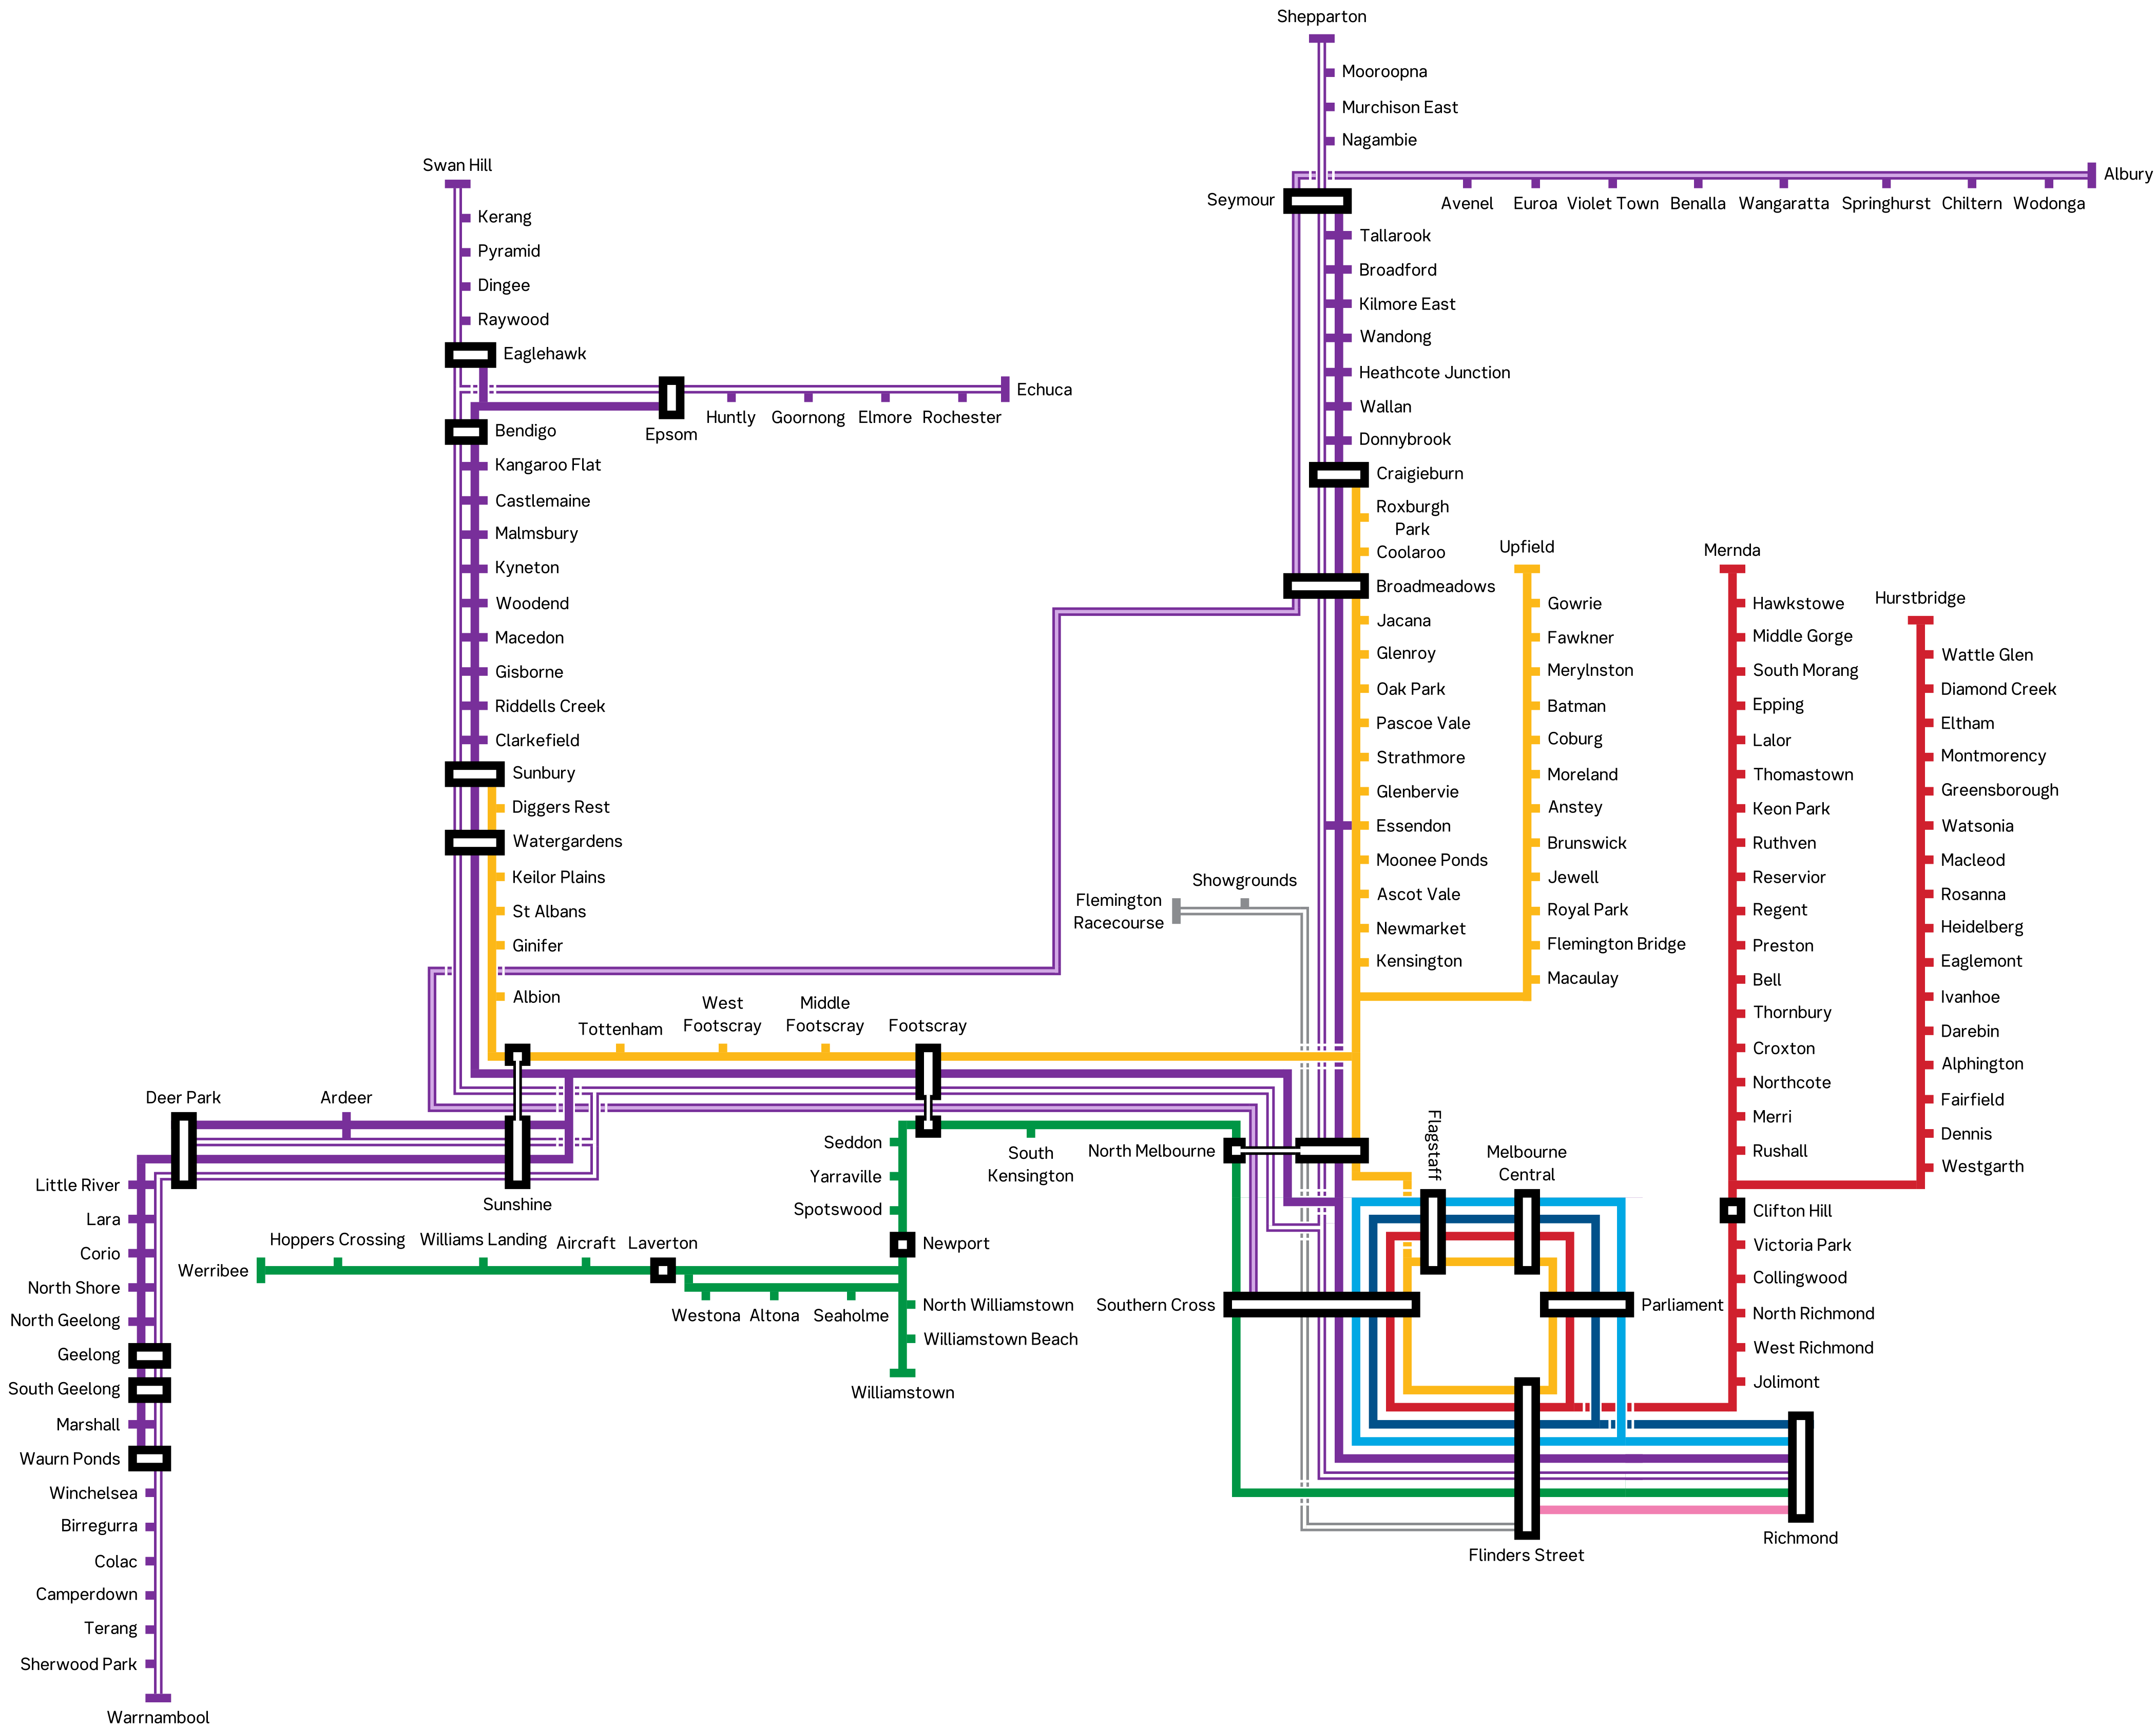 Shepparton
Mooroopna
Murchison East
Nagambie
Swan Hill
Albury
Seymour
Avenel
Euroa
Violet Town
Benalla
Wangaratta
Springhurst
Chiltern
Wodonga
Kerang
Pyramid
Dingee
Raywood
Eaglehawk
Echuca
Huntly
Goornong
Elmore
Rochester
Epsom
Bendigo
Kangaroo Flat
Castlemaine
Malmsbury
Kyneton
Woodend
Macedon
Gisborne
Riddells Creek
Clarkefield
Sunbury
Diggers Rest
Watergardens
Keilor Plains
St Albans
Ginifer
Albion
Tallarook
Broadford
Kilmore East
Wandong
Heathcote Junction
Wallan
Donnybrook
Craigieburn
Roxburgh
Park
Coolaroo
Broadmeadows
Jacana
Glenroy
Oak Park
Pascoe Vale
Strathmore
Glenbervie
Essendon
Moonee Ponds
Ascot Vale
Newmarket
Kensington
Upfield
Gowrie
Fawkner
Merylnston
Batman
Coburg
Moreland
Anstey
Brunswick
Jewell
Royal Park
Flemington Bridge
Macaulay
Mernda
Hawkstowe
Middle Gorge
South Morang
Epping
Lalor
Thomastown
Keon Park
Ruthven
Reservior
Regent
Preston
Bell
Thornbury
Croxton
Northcote
Merri
Rushall
Hurstbridge
Wattle Glen
Diamond Creek
Eltham
Montmorency
Greensborough
Watsonia
Macleod
Rosanna
Heidelberg
Eaglemont
Ivanhoe
Darebin
Alphington
Fairfield
Dennis
Westgarth
Showgrounds
Flemington
Racecourse
Tottenham
West
Footscray
Middle
Footscray
Footscray
Deer Park
Ardeer
Sunshine
Seddon
Yarraville
Spotswood
Newport
South
Kensington
North Melbourne
Flagstaff
Melbourne
Central
Clifton Hill
Victoria Park
Collingwood
North Richmond
West Richmond
Jolimont
Little River
Lara
Corio
North Shore
North Geelong
Geelong
South Geelong
Marshall
Waurn Ponds
Winchelsea
Birregurra
Colac
Camperdown
Terang
Sherwood Park
Warrnambool
Hoppers Crossing
Williams Landing
Aircraft
Laverton
Werribee
Westona
Altona
Seaholme
North Williamstown
Williamstown Beach
Williamstown
Southern Cross
Parliament
Flinders Street
Richmond